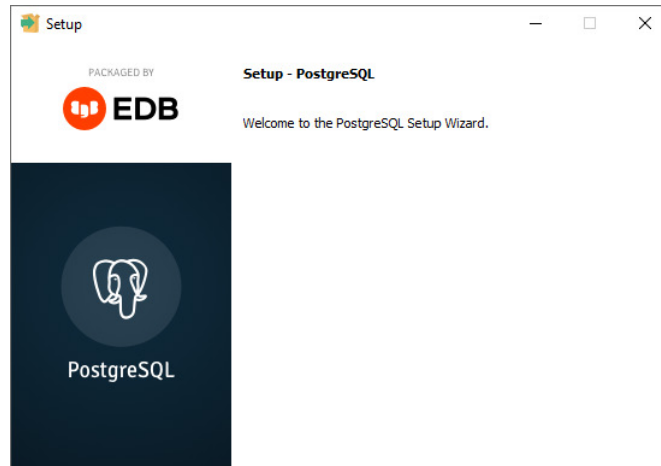 Setup
PACKAGED BY
EDB
Setup - PostgreSQL
Welcome to the PostgreSQL Setup Wizard.
PostgreSQL